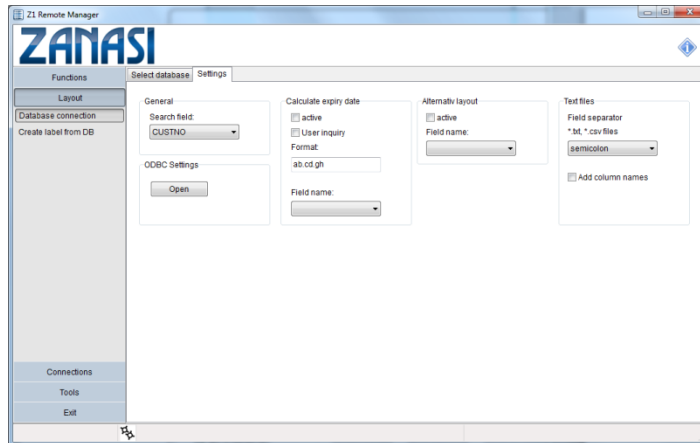 Z1 Remote Manager
ZANASI
Functions
Layout
Database connection
Create label from DB
Connections
Tools
Exit
Select database
Settings
General
Search field:
CUSTNO
ODBC Settings
Open
Calculate expiry date
active
User inquiry
Format:
ab.cd.gh
Field name:
Alternativ layout
active
Field name:
Text files
Field separator
*.txt, *.csv files
semicolon
Add column names